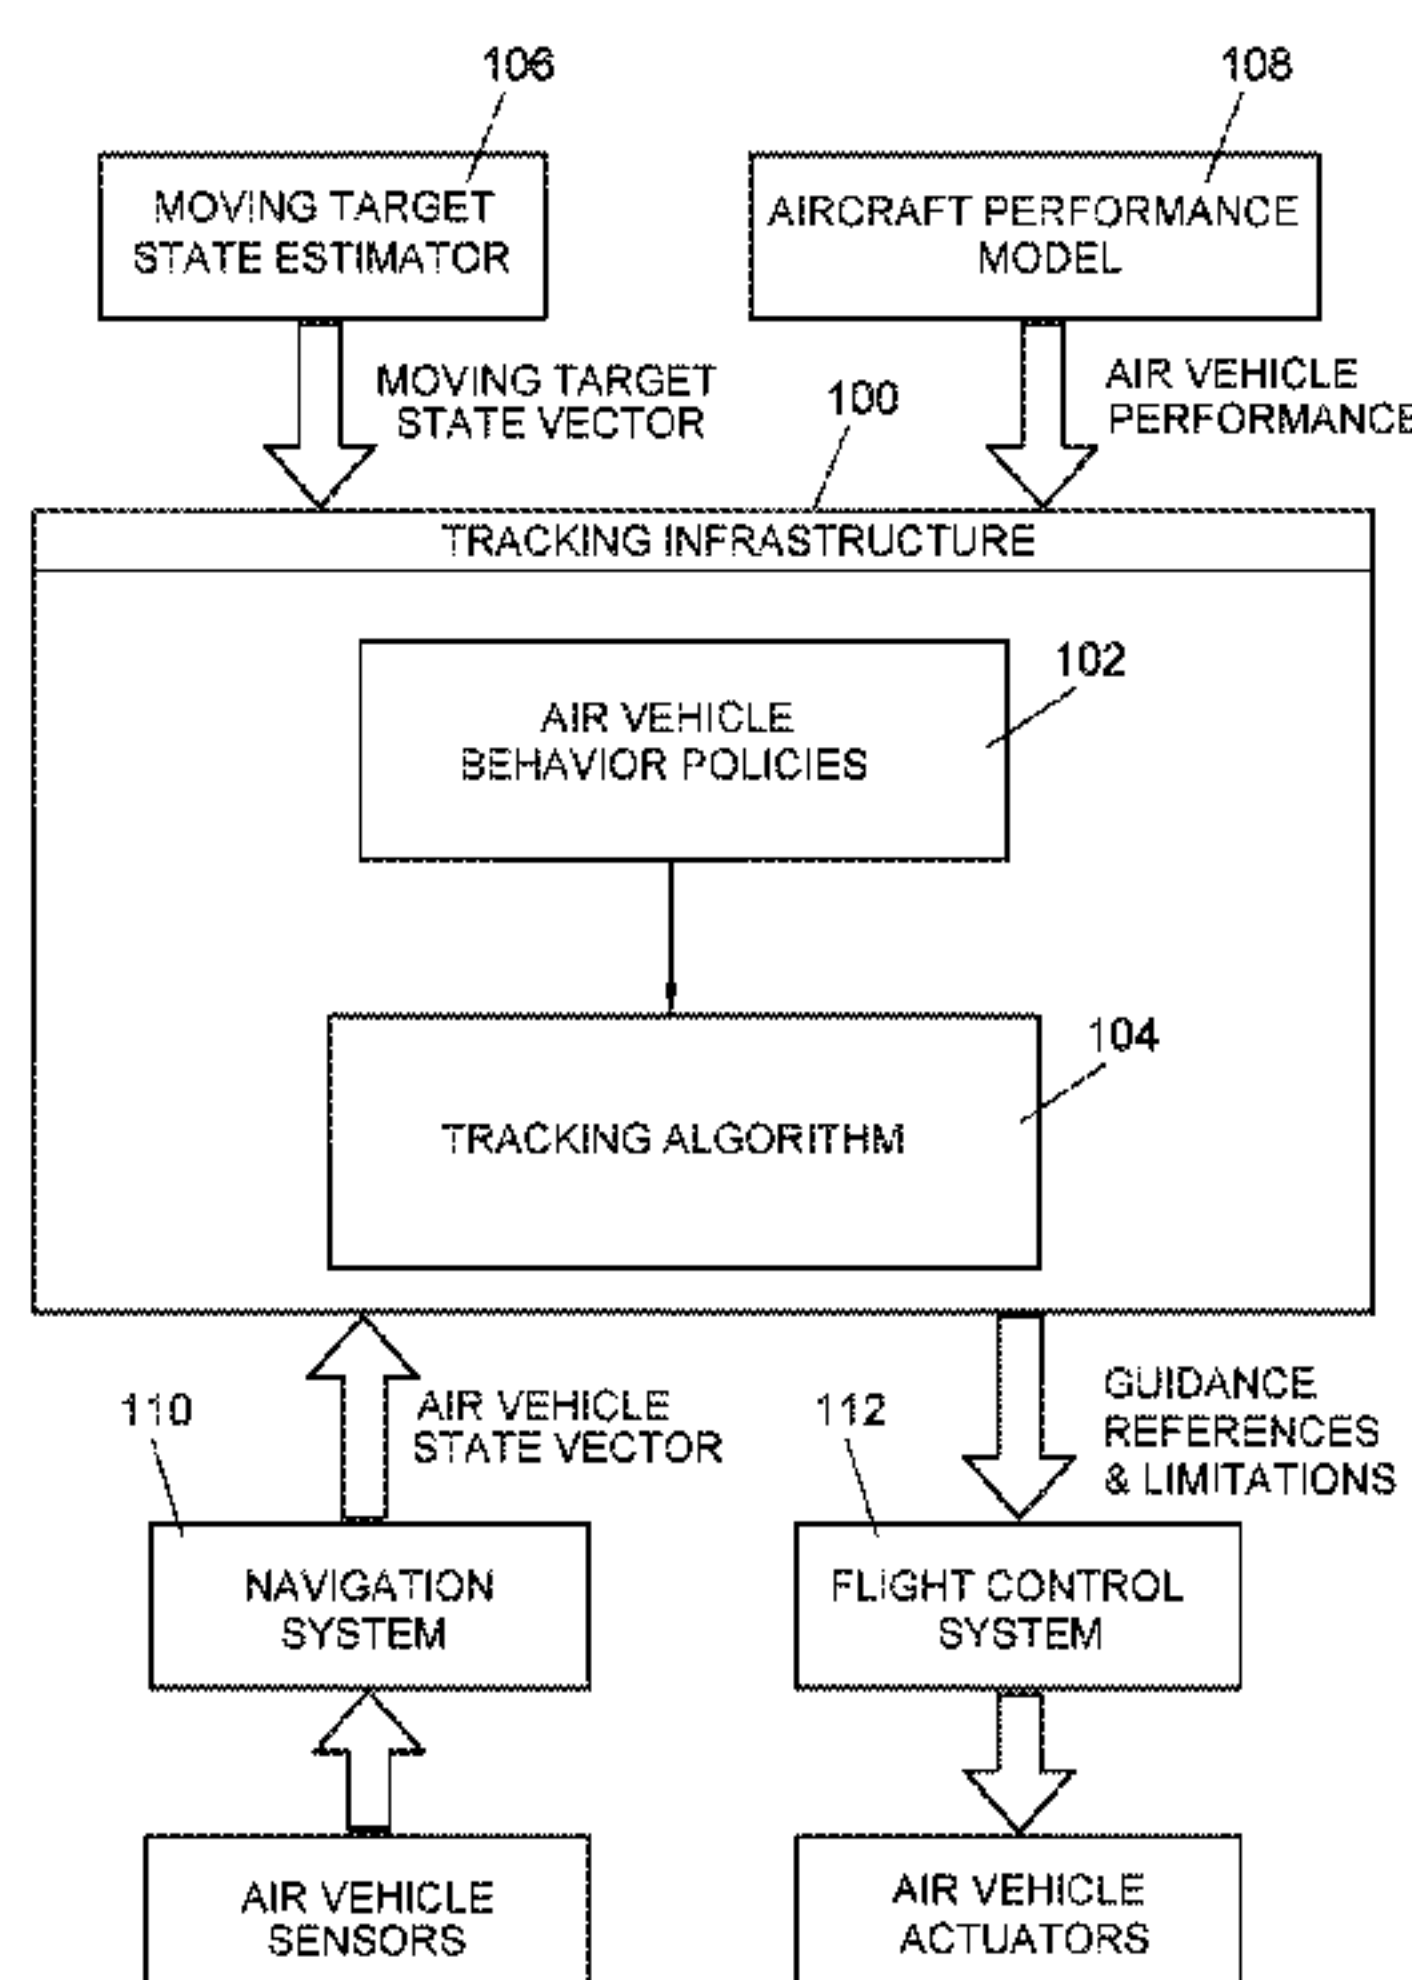 106
108
MOVING TARGET
STATE ESTIMATOR
AIRCRAFT PERFORMANCE
MODEL
MOVING TARGET
STATE VECTOR
100
AIR VEHICLE
PERFORMANCE
TRACKING INFRASTRUCTURE
102
AIR VEHICLE
BEHAVIOR POLICIES
104
TRACKING ALGORITHM
110
AIR VEHICLE
STATE VECTOR
112
GUIDANCE
REFERENCES
& LIMITATIONS
NAVIGATION
SYSTEM
FLIGHT CONTROL
SYSTEM
AIR VEHICLE
SENSORS
AIR VEHICLE
ACTUATORS